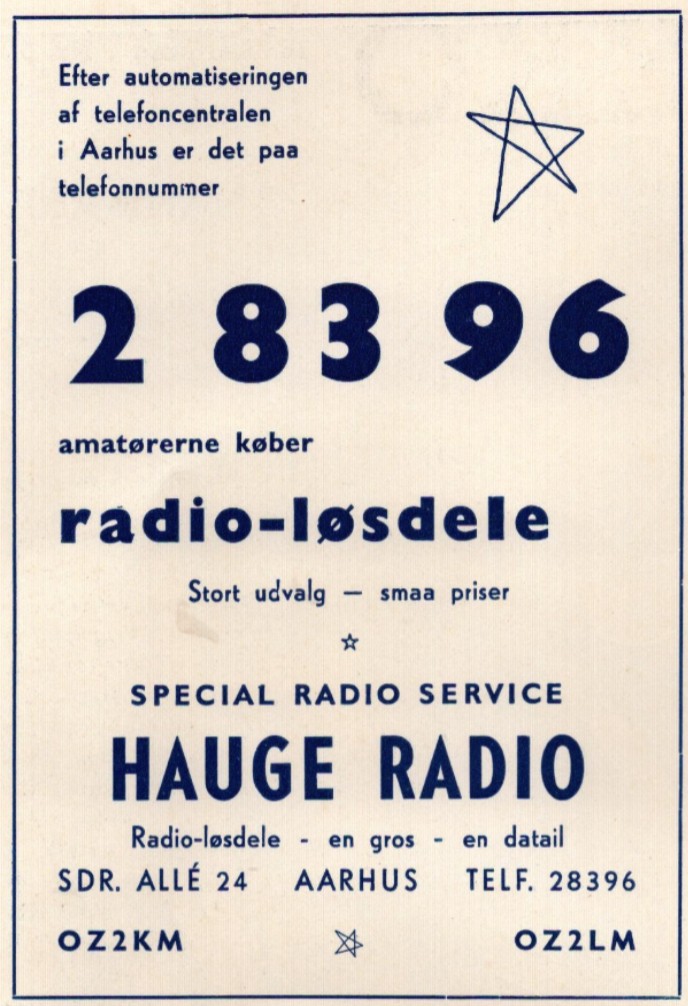 Efter automatiseringen
af telefoncentralen
i Aarhus er det paa
telefonnummer
2 83 96
amatørerne køber
radio-løsdele
Stort udvalg — smaa priser
SPECIAL RADIO SERVICE
HAUGE RADIO
Radio-løsdele - en gros - en datail
SDR. ALLÉ 24 AARHUS TELF. 28396
OZ2KM OZ2LM